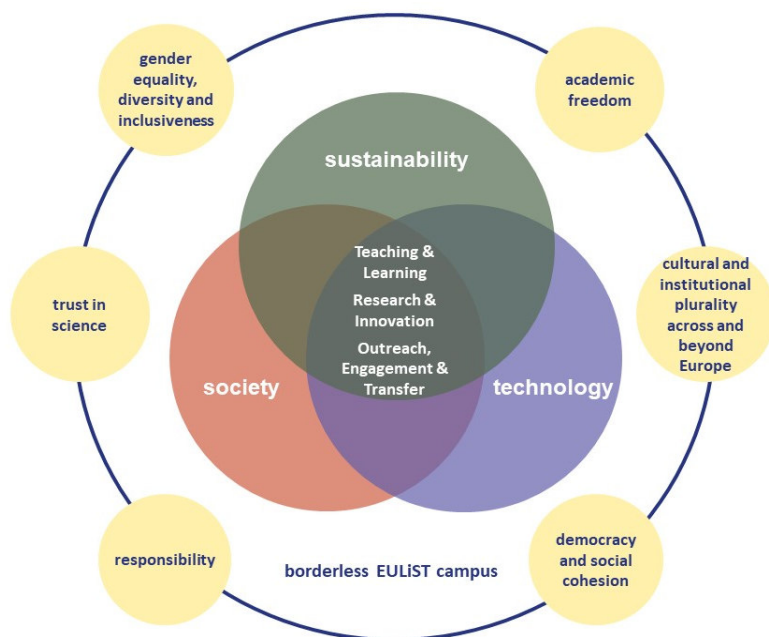 gender
equality,
diversity and
inclusiveness
academic
freedom
sustainability
Teaching &
Learning
Research &
Innovation
Outreach,
Engagement &
Transfer
trust in
science
cultural and
institutional
plurality
across and
beyond
Europe
society
technology
responsibility
borderless EULiST campus
democracy
and social
cohesion